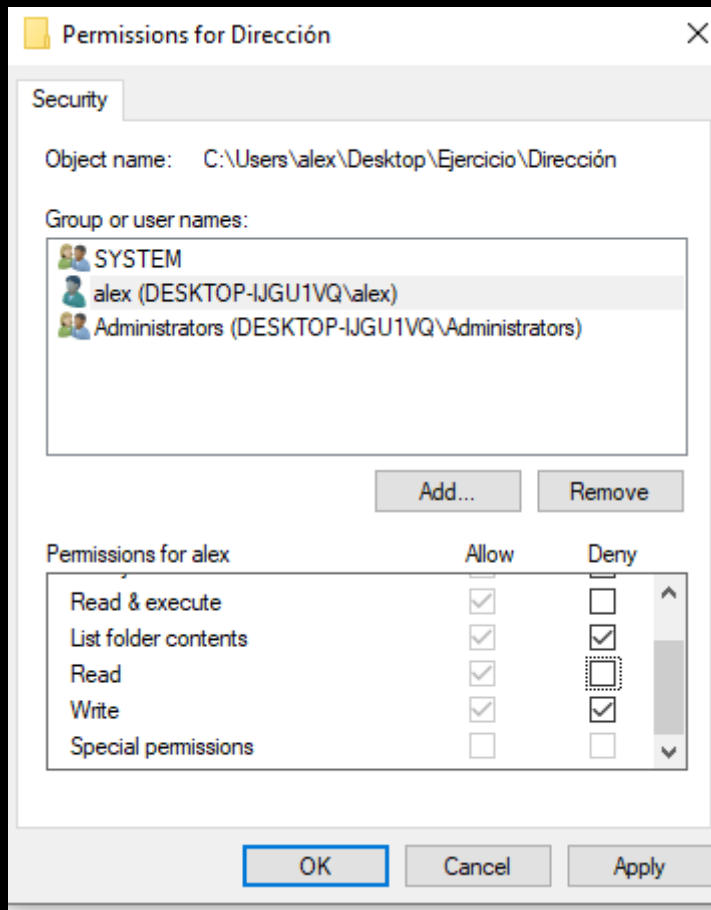 Permissions for Dirección
Security
Object name: C:\Users\alex\Desktop\Ejercicio\Dirección
Group or user names:
SYSTEM
alex (DESKTOP-IJGU1VQ\alex)
Administrators (DESKTOP-IJGU1VQ\Administrators)
Add... Remove
Permissions for alex Allow Deny
Read & execute
List folder contents
Read
Write
Special permissions
OK Cancel Apply